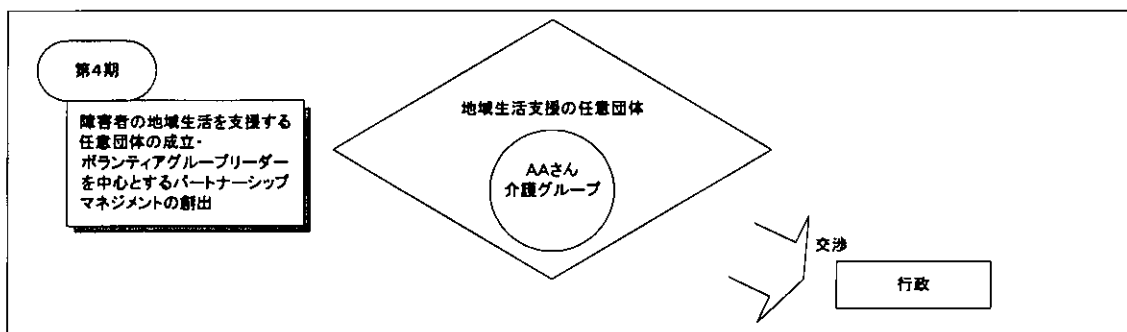 第4期
障害者の地域生活を支援する
任意団体の成立・
ボランティアグループリーダー
を中心とするパートナーシップ
マネジメントの創出
地域生活支援の任意団体
AAさん
介護グループ
交渉
行政